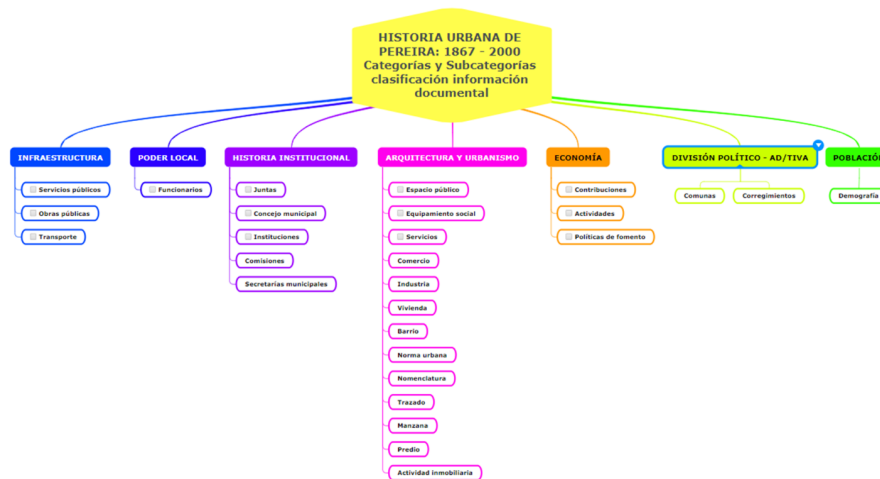 HISTORIA URBANA DE
PEREIRA: 1867 - 2000
Categorías y Subcategorías
clasificación información
documental
INFRAESTRUCTURA
Servicios públicos
Obras públicas
Transporte
PODER LOCAL
Funcionarios
HISTORIA INSTITUCIONAL
Juntas
Concejo municipal
Instituciones
Comisiones
Secretarías municipales
ARQUITECTURA Y URBANISMO
Espacio público
Equipamiento social
Servicios
Comercio
Industria
Vivienda
Barrio
Norma urbana
Nomenclatura
Trazado
Manzana
Predio
Actividad inmobiliaria
ECONOMÍA
Contribuciones
Actividades
Políticas de fomento
DIVISIÓN POLÍTICO - AD/TIVA
Comunas
Corregimientos
POBLACIÓN
Demografía